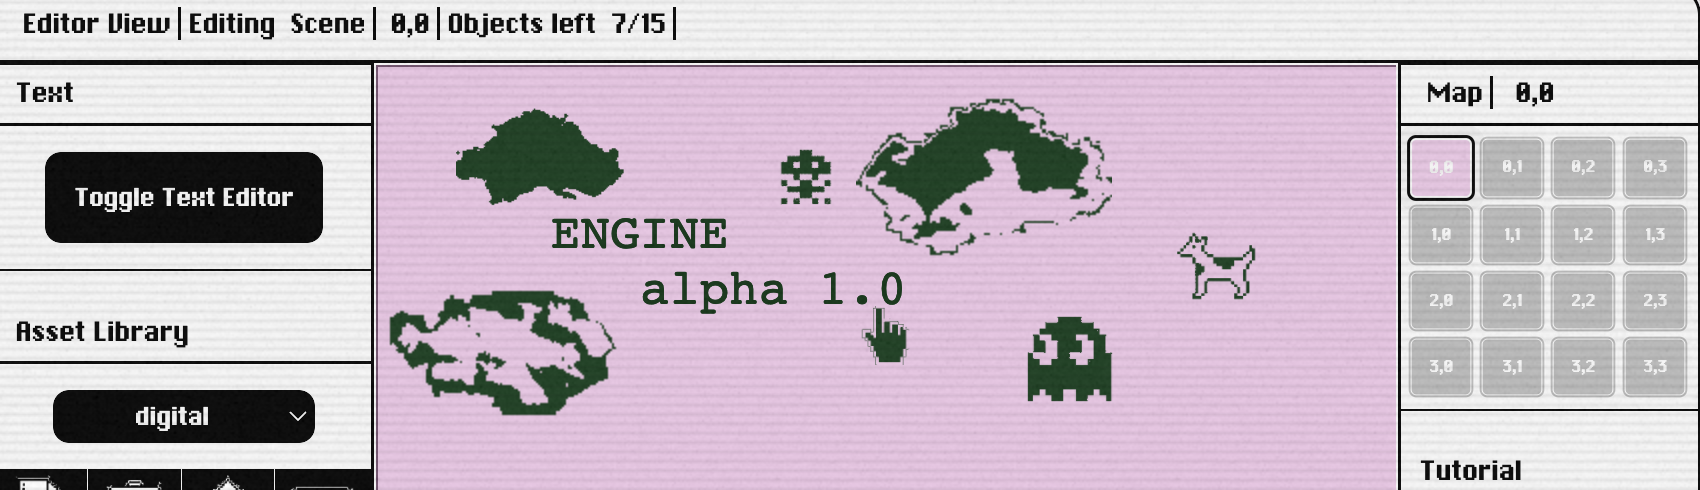 Editor View | Editing Scene | 0,0 | Objects left 7/15 |
Text
Toggle Text Editor
Asset Library
digital
ENGINE
alpha 1.0
Map | 0,0
0,0 0,1 0,2 0,3
1,0 1,1 1,2 1,3
2,0 2,1 2,2 2,3
3,0 3,1 3,2 3,3
Tutorial